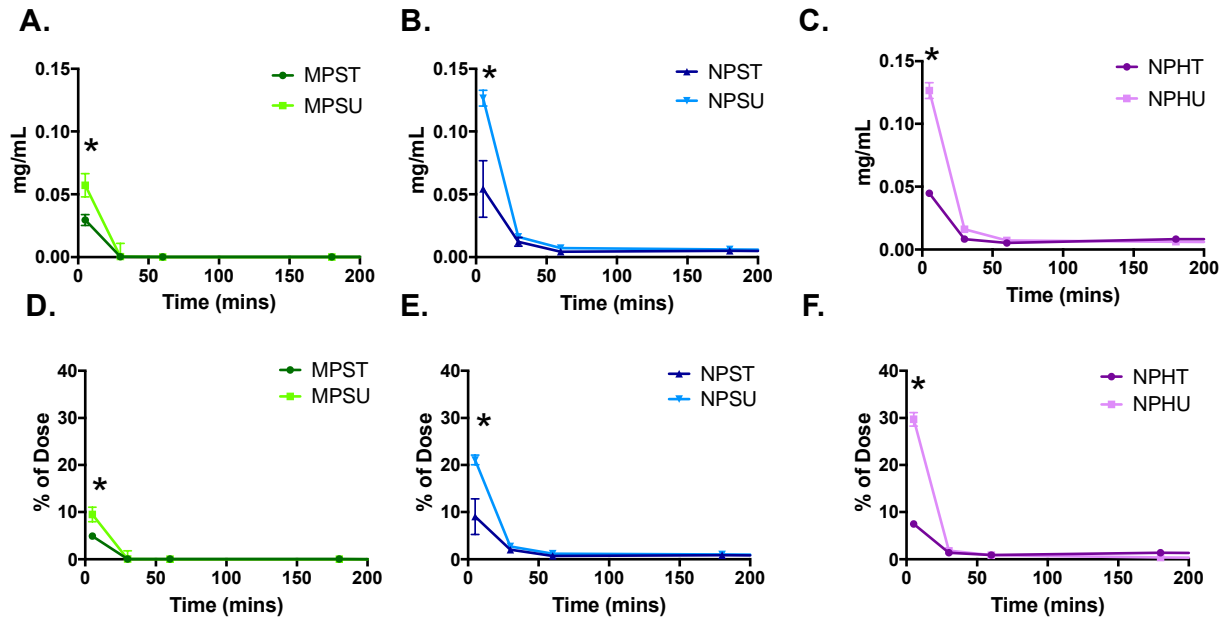 A.
B.
C.
mg/mL
0.15
0.10
0.05
0.00
*
MPST
MPSU
0 50 100 150 200
Time (mins)
mg/mL
0.15
0.10
0.05
0.00
*
NPST
NPSU
0 50 100 150 200
Time (mins)
mg/mL
0.15
0.10
0.05
0.00
*
NPHT
NPHU
0 50 100 150 200
Time (mins)
D.
E.
F.
% of Dose
40
30
20
10
0
*
MPST
MPSU
0 50 100 150 200
Time (mins)
% of Dose
40
30
20
10
0
*
NPST
NPSU
0 50 100 150 200
Time (mins)
% of Dose
40
30
20
10
0
*
NPHT
NPHU
0 50 100 150 200
Time (mins)